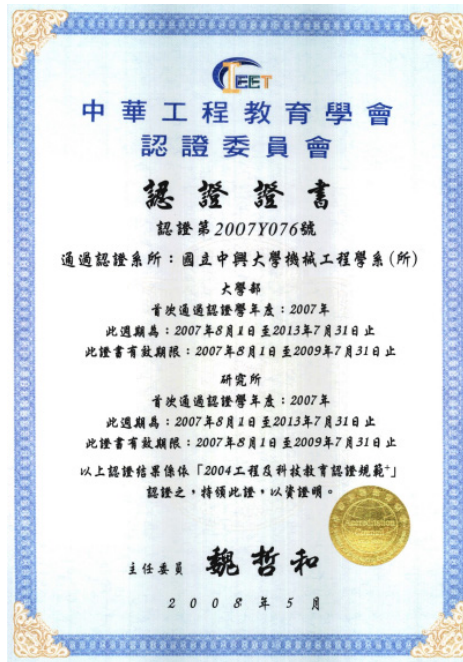 IEET
中華工程教育學會
認證委員會
認證證書
認證第2007Y076號
通過認證系所：國立中興大學機械工程學系(所)
大學部
首次通過認證學年度：2007年
此週期為：2007年8月1日至2013年7月31日止
此證書有效期限：2007年8月1日至2009年7月31日止
研究所
首次通過認證學年度：2007年
此週期為：2007年8月1日至2013年7月31日止
此證書有效期限：2007年8月1日至2009年7月31日止
以上認證結果係依「2004工程及科技教育認證規範+」
認證之，特頒此證，以資證明。
Accreditation
主任委員 魏哲和
2008年5月